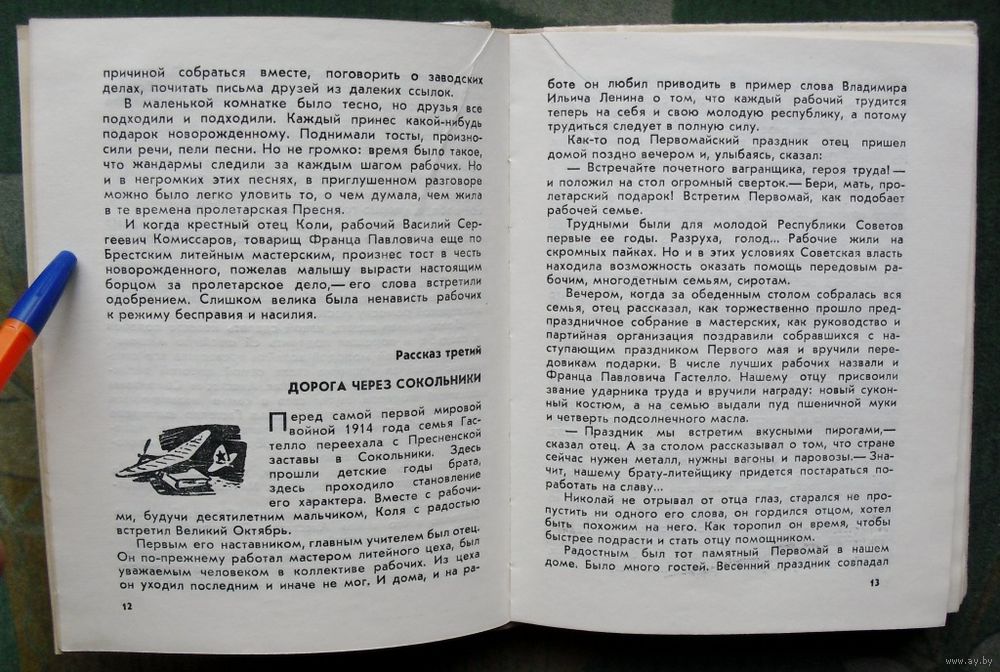 причиной собраться вместе, поговорить о заводских
делах, почитать письма друзей из далеких ссылок.
В маленькой комнатке было тесно, но друзья все
подходили и подходили. Каждый принес какой-нибудь
подарок новорожденному. Поднимали тосты, произно-
сили речи, пели песни. Но не громко: время было такое,
что жандармы следили за каждым шагом рабочих. Но
и в негромких этих песнях, в приглушенном разговоре
можно было легко уловить то, о чем думала, чем жила
в те времена пролетарская Пресня.
И когда крестный отец Коли, рабочий Василий Сер-
геевич Комиссаров, товарищ Франца Павловича еще по
Брестским литейным мастерским, произнес тост в честь
новорожденного, пожелав малышу вырасти настоящим
борцом за пролетарское дело,— его слова встретили
одобрением. Слишком велика была ненависть рабочих
к режиму бесправия и насилия.
Рассказ третий
ДОРОГА ЧЕРЕЗ СОКОЛЬНИКИ
Перед самой первой мировой
войной 1914 года семья Гас-
телло переехала с Пресненской
заставы в Сокольники. Здесь
прошли детские годы брата,
здесь проходило становление
его характера. Вместе с рабочи-
ми, будучи десятилетним мальчиком, Коля с радостью
встретил Великий Октябрь.
Первым его наставником, главным учителем был отец.
Он по-прежнему работал мастером литейного цеха, был
уважаемым человеком в коллективе рабочих. Из цеха
он уходил последним и иначе не мог. И дома, и на ра-
12
боте он любил приводить в пример слова Владимира
Ильича Ленина о том, что каждый рабочий трудится
теперь на себя и свою молодую республику, а потому
трудиться следует в полную силу.
Как-то под Первомайский праздник отец пришел
домой поздно вечером и, улыбаясь, сказал:
— Встречайте почетного вагранщика, героя труда! —
и положил на стол огромный сверток.— Бери, мать, про-
летарский подарок! Встретим Первомай, как подобает
рабочей семье.
Трудными были для молодой Республики Советов
первые ее годы. Разруха, голод... Рабочие жили на
скромных пайках. Но и в этих условиях Советская власть
находила возможность оказать помощь передовым ра-
бочим, многодетным семьям, сиротам.
Вечером, когда за обеденным столом собралась вся
семья, отец рассказал, как торжественно прошло пред-
праздничное собрание в мастерских, как руководство и
партийная организация поздравили собравшихся с на-
ступающим праздником Первого мая и вручили пере-
довикам подарки. В числе лучших рабочих назвали и
Франца Павловича Гастелло. Нашему отцу присвоили
звание ударника труда и вручили награду: новый сукон-
ный костюм, а на семью выдали пуд пшеничной муки
и четверть подсолнечного масла.
— Праздник мы встретим вкусными пирогами,—
сказал отец. А за столом рассказывал о том, что стране
сейчас нужен металл, нужны вагоны и паровозы.— Зна-
чит, нашему брату-литейщику придется постараться по-
работать на славу...
Николай не отрывал от отца глаз, старался не про-
пустить ни одного его слова, он гордился отцом, хотел
быть похожим на него. Как торопил он время, чтобы
быстрее подрасти и стать отцу помощником.
Радостным был тот памятный Первомай в нашем
доме. Было много гостей. Весенний праздник совпадал
13
www.ay.by